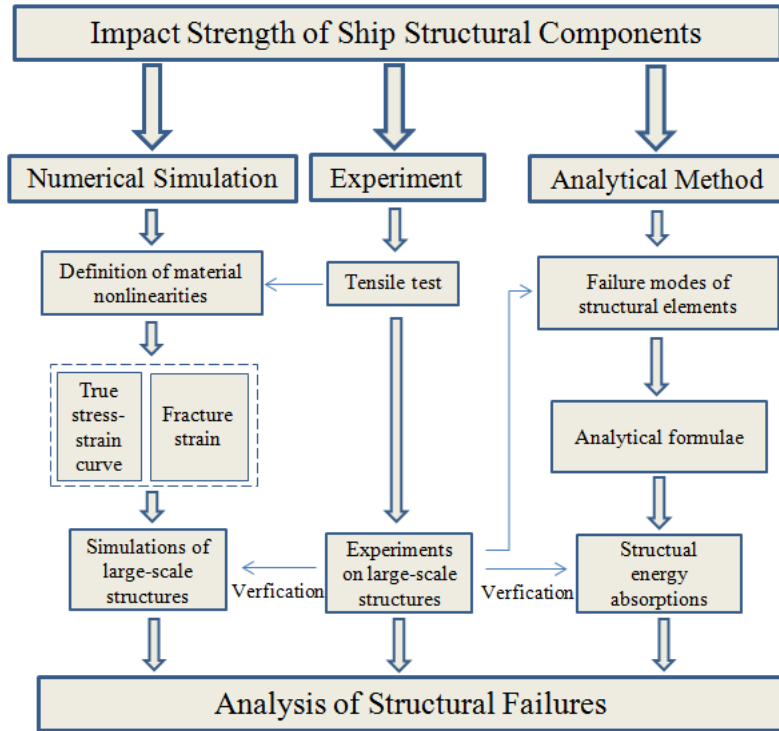 Impact Strength of Ship Structural Components
Numerical Simulation
Experiment
Analytical Method
Definition of material
nonlinearities
Tensile test
Failure modes of
structural elements
True
stress-
strain
curve
Fracture
strain
Analytical formulae
Simulations of
large-scale
structures
Verfication
Experiments
on large-scale
structures
Verfication
Structual
energy
absorptions
Analysis of Structural Failures